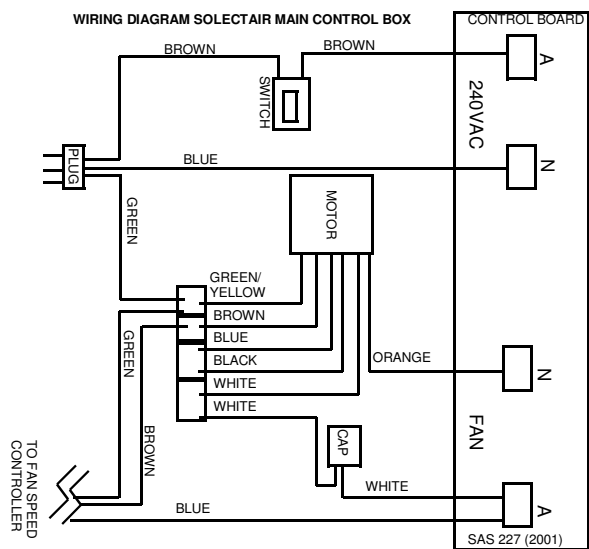 WIRING DIAGRAM SOLECTAIR MAIN CONTROL BOX
CONTROL BOARD
BROWN
BROWN
A
SWITCH
240VAC
PLUG
BLUE
N
MOTOR
GREEN
GREEN/
YELLOW
BROWN
BLUE
BLACK
ORANGE
N
WHITE
WHITE
GREEN
BROWN
CAP
FAN
WHITE
A
TO FAN SPEED
CONTROLLER
BLUE
SAS 227 (2001)